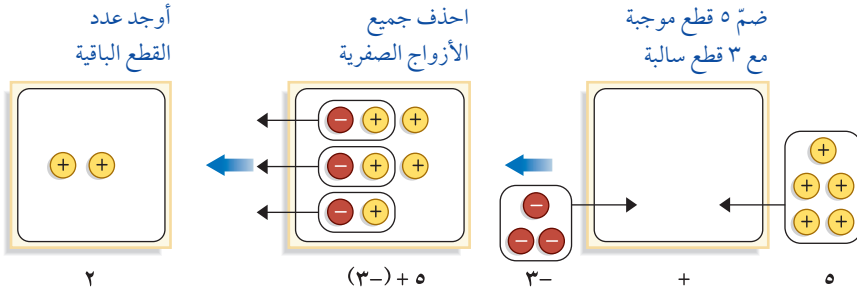 ضمّ ٥ قطع موجبة
مع ٣ قطع سالبة
احذف جميع
الأزواج الصفرية
أوجد عدد
القطع الباقية
+
+ +
+ +
−
− −
− + +
− + +
− +
+ +
٥ + −٣
٥ + (−٣)
٢